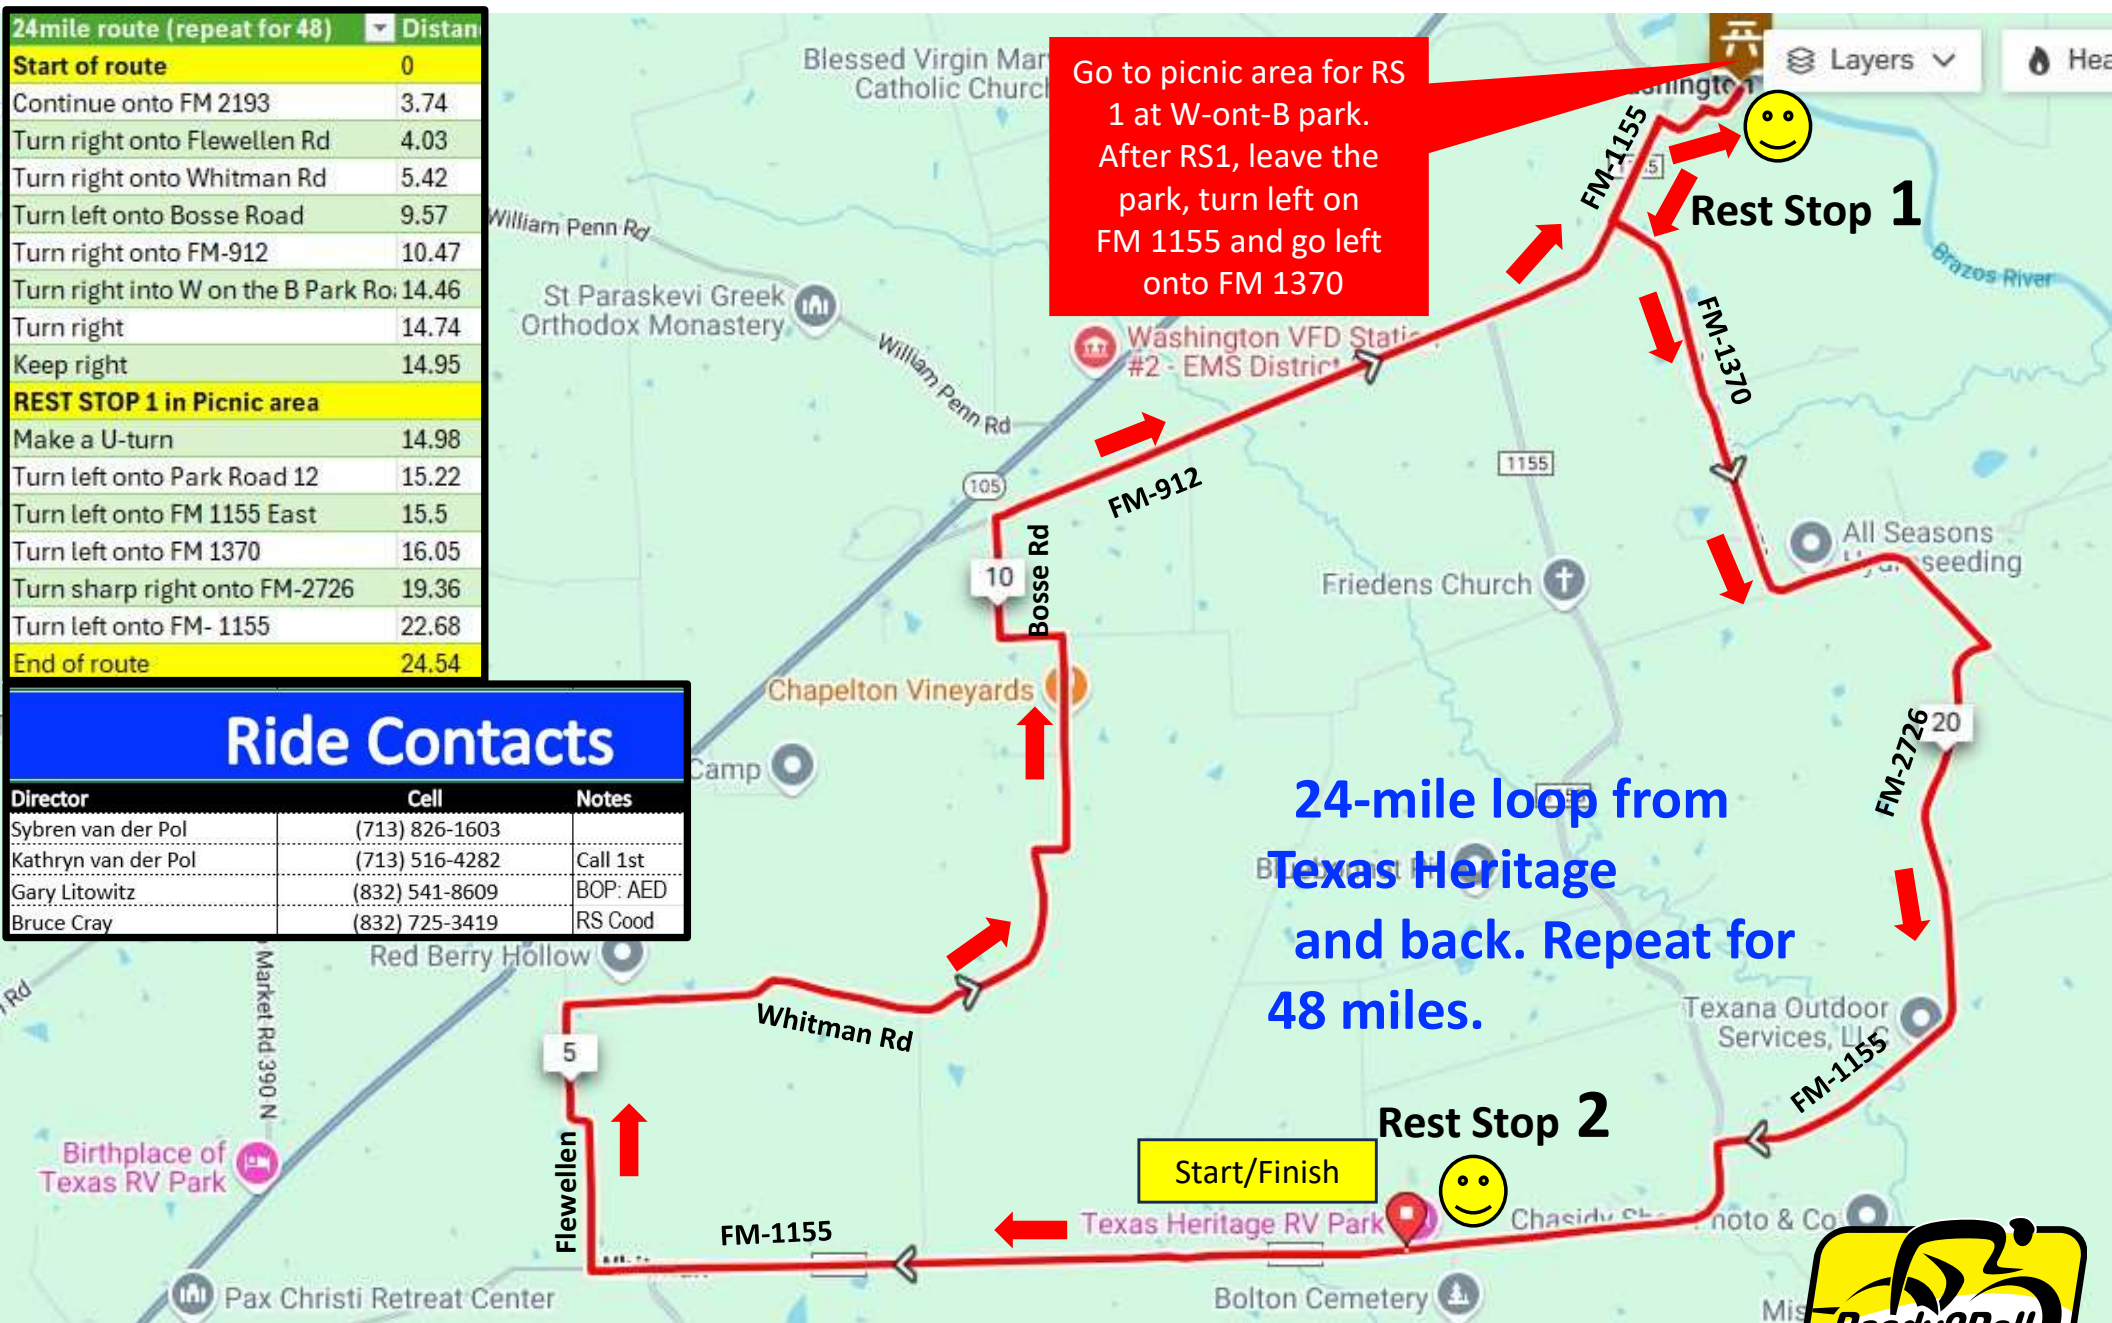 24mile route (repeat for 48) Distan
Start of route 0
Continue onto FM 2193 3.74
Turn right onto Flewellen Rd 4.03
Turn right onto Whitman Rd 5.42
Turn left onto Bosse Road 9.57
Turn right onto FM-912 10.47
Turn right into W on the B Park Ro 14.46
Turn right 14.74
Keep right 14.95
REST STOP 1 in Picnic area
Make a U-turn 14.98
Turn left onto Park Road 12 15.22
Turn left onto FM 1155 East 15.5
Turn left onto FM 1370 16.05
Turn sharp right onto FM-2726 19.36
Turn left onto FM- 1155 22.68
End of route 24.54
Ride Contacts
Director Cell Notes
Sybren van der Pol (713) 826-1603
Kathryn van der Pol (713) 516-4282 Call 1st
Gary Litowitz (832) 541-8609 BOP: AED
Bruce Cray (832) 725-3419 RS Cood
Blessed Virgin Mar
Catholic Church
Go to picnic area for RS
1 at W-ont-B park.
After RS1, leave the
park, turn left on
FM 1155 and go left
onto FM 1370
Layers
Hea
FM-1155
Rest Stop 1
Brazos River
William Penn Rd
St Paraskevi Greek
Orthodox Monastery
William Penn Rd
Washington VFD Static
#2 - EMS District
FM-1370
105
FM-912
1155
All Seasons
10
Bosse Rd
Friedens Church
Chapelton Vineyards
20
FM-2726
Camp
24-mile loop from
Texas Heritage
and back. Repeat for
48 miles.
Red Berry Hollow
Market Rd 390 N
Rd
Whitman Rd
Texana Outdoor
Services, LLC
FM-1155
5
Rest Stop 2
Birthplace of
Texas RV Park
Flewellen
Start/Finish
FM-1155
Texas Heritage RV Park
Chasidy
Pax Christi Retreat Center
Bolton Cemetery
Mis
Ready2Roll